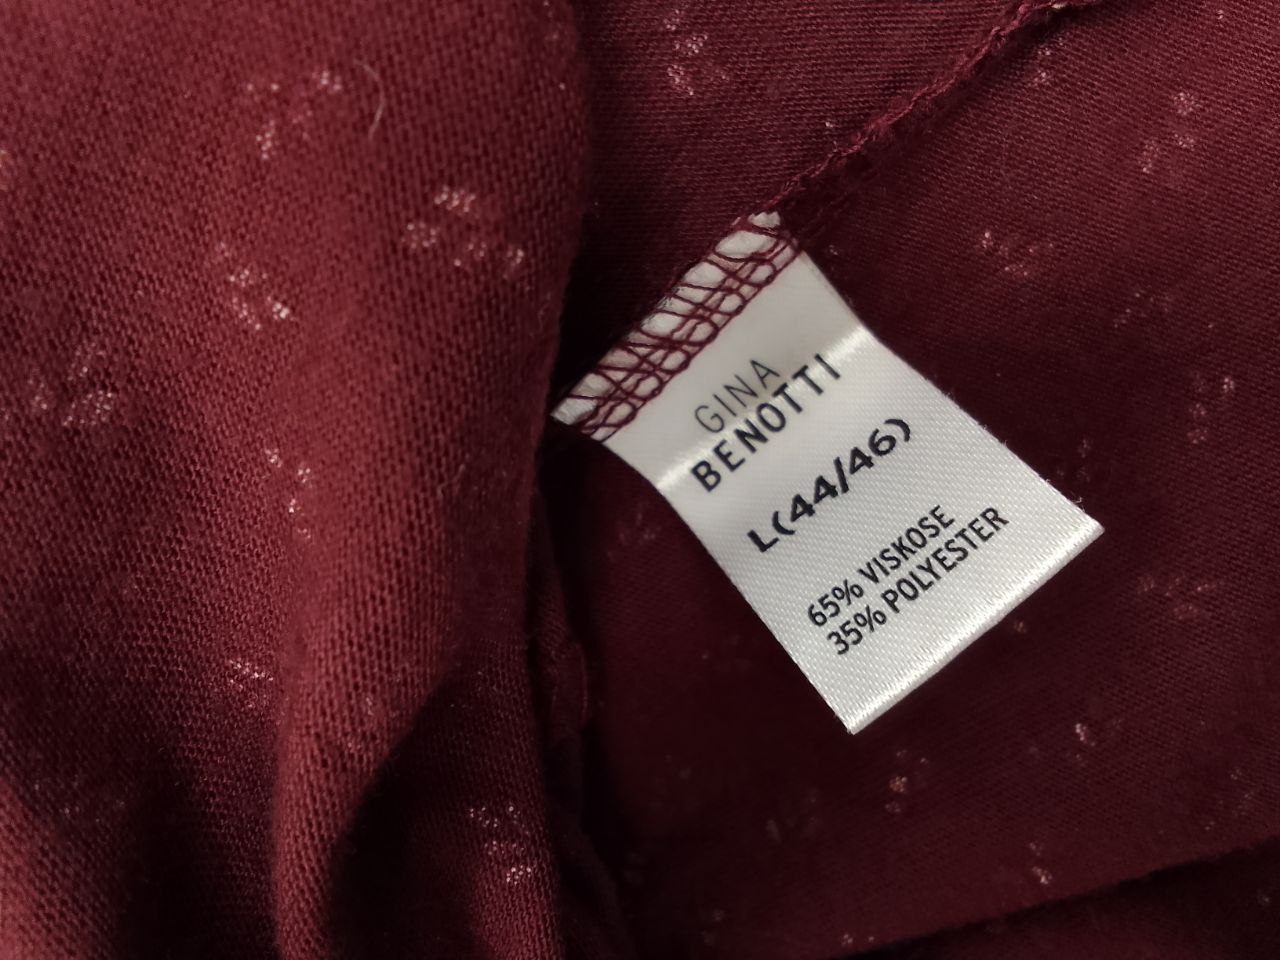 GINA
BENOTTI
L(44/46)
65% VISKOSE
35% POLYESTER